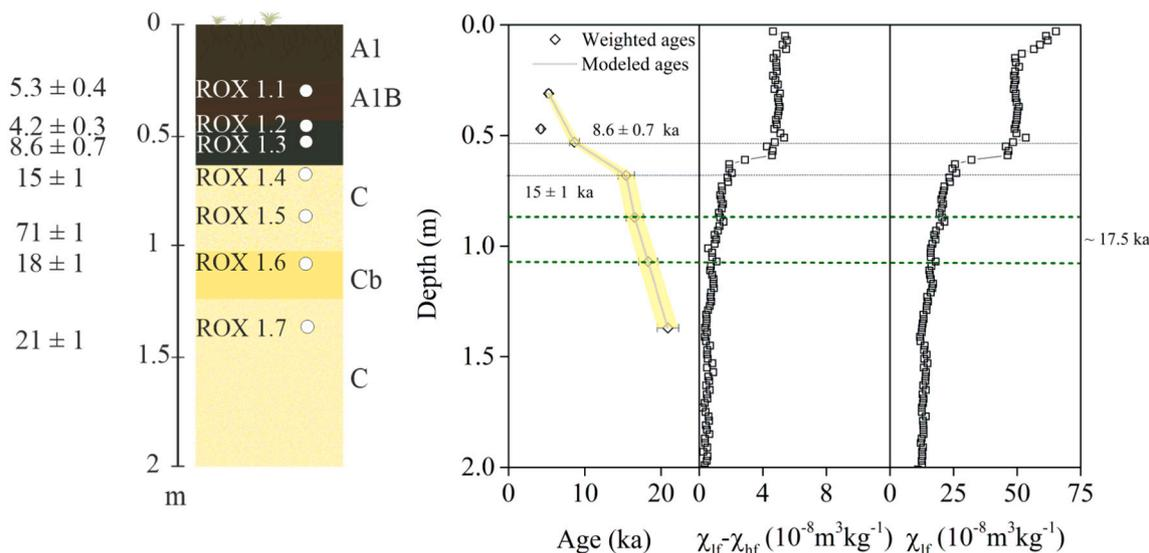 0
0.5
1
1.5
2
m
5.3 ± 0.4
4.2 ± 0.3
8.6 ± 0.7
15 ± 1
71 ± 1
18 ± 1
21 ± 1
ROX 1.1
ROX 1.2
ROX 1.3
ROX 1.4
ROX 1.5
ROX 1.6
ROX 1.7
A1
A1B
C
Cb
C
Depth (m)
0.0
0.5
1.0
1.5
2.0
Weighted ages
Modeled ages
8.6 ± 0.7 ka
15 ± 1 ka
~ 17.5 ka
0 10 20 0 4 8 0 25 50 75
Age (ka) χlf-χhf (10⁻⁸m³kg⁻¹) χlf (10⁻⁸m³kg⁻¹)